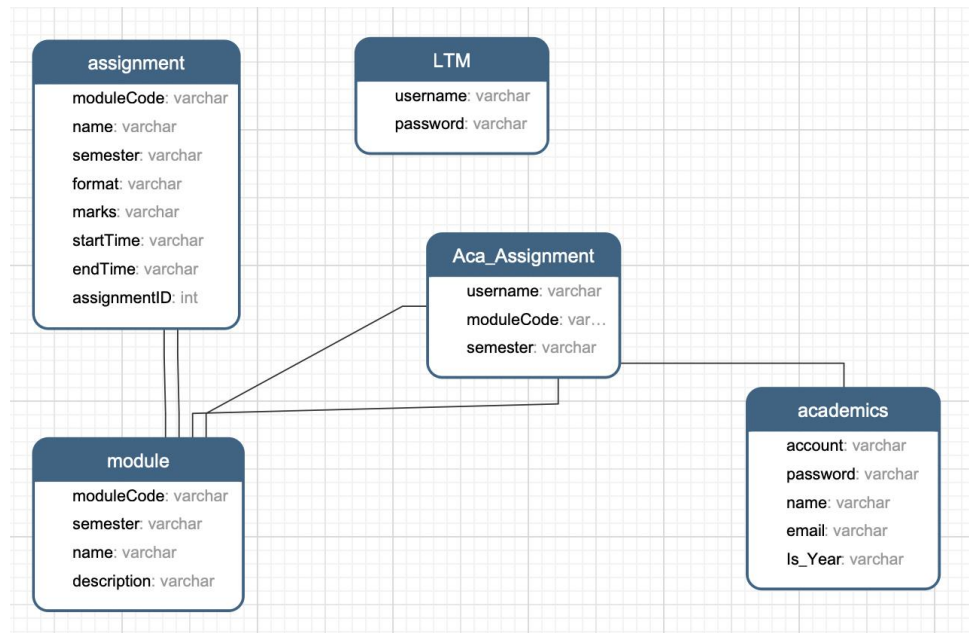 assignment
moduleCode: varchar
name: varchar
semester: varchar
format: varchar
marks: varchar
startTime: varchar
endTime: varchar
assignmentID: int
LTM
username: varchar
password: varchar
Aca_Assignment
username: varchar
moduleCode: var...
semester: varchar
module
moduleCode: varchar
semester: varchar
name: varchar
description: varchar
academics
account: varchar
password: varchar
name: varchar
email: varchar
Is_Year: varchar